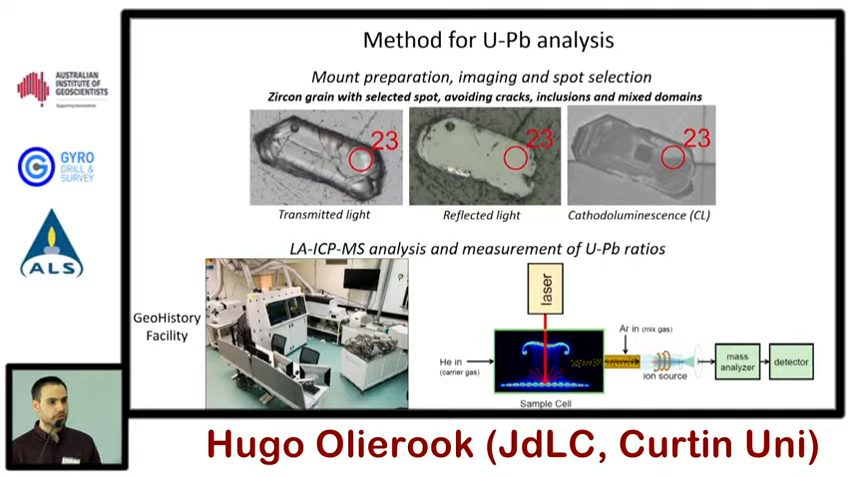 Method for U-Pb analysis
Mount preparation, imaging and spot selection
Zircon grain with selected spot, avoiding cracks, inclusions and mixed domains
23
23
23
Transmitted light
Reflected light
Cathodoluminescence (CL)
LA-ICP-MS analysis and measurement of U-Pb ratios
GeoHistory
Facility
laser
He in
(carrier gas)
Sample Cell
Ar in (mix gas)
ion source
mass
analyzer
detector
AUSTRALIAN
INSTITUTE OF
GEOSCIENTISTS
Supporting Geoscientists
GYRO
DRILL &
SURVEY
ALS
Hugo Olierook (JdLC, Curtin Uni)